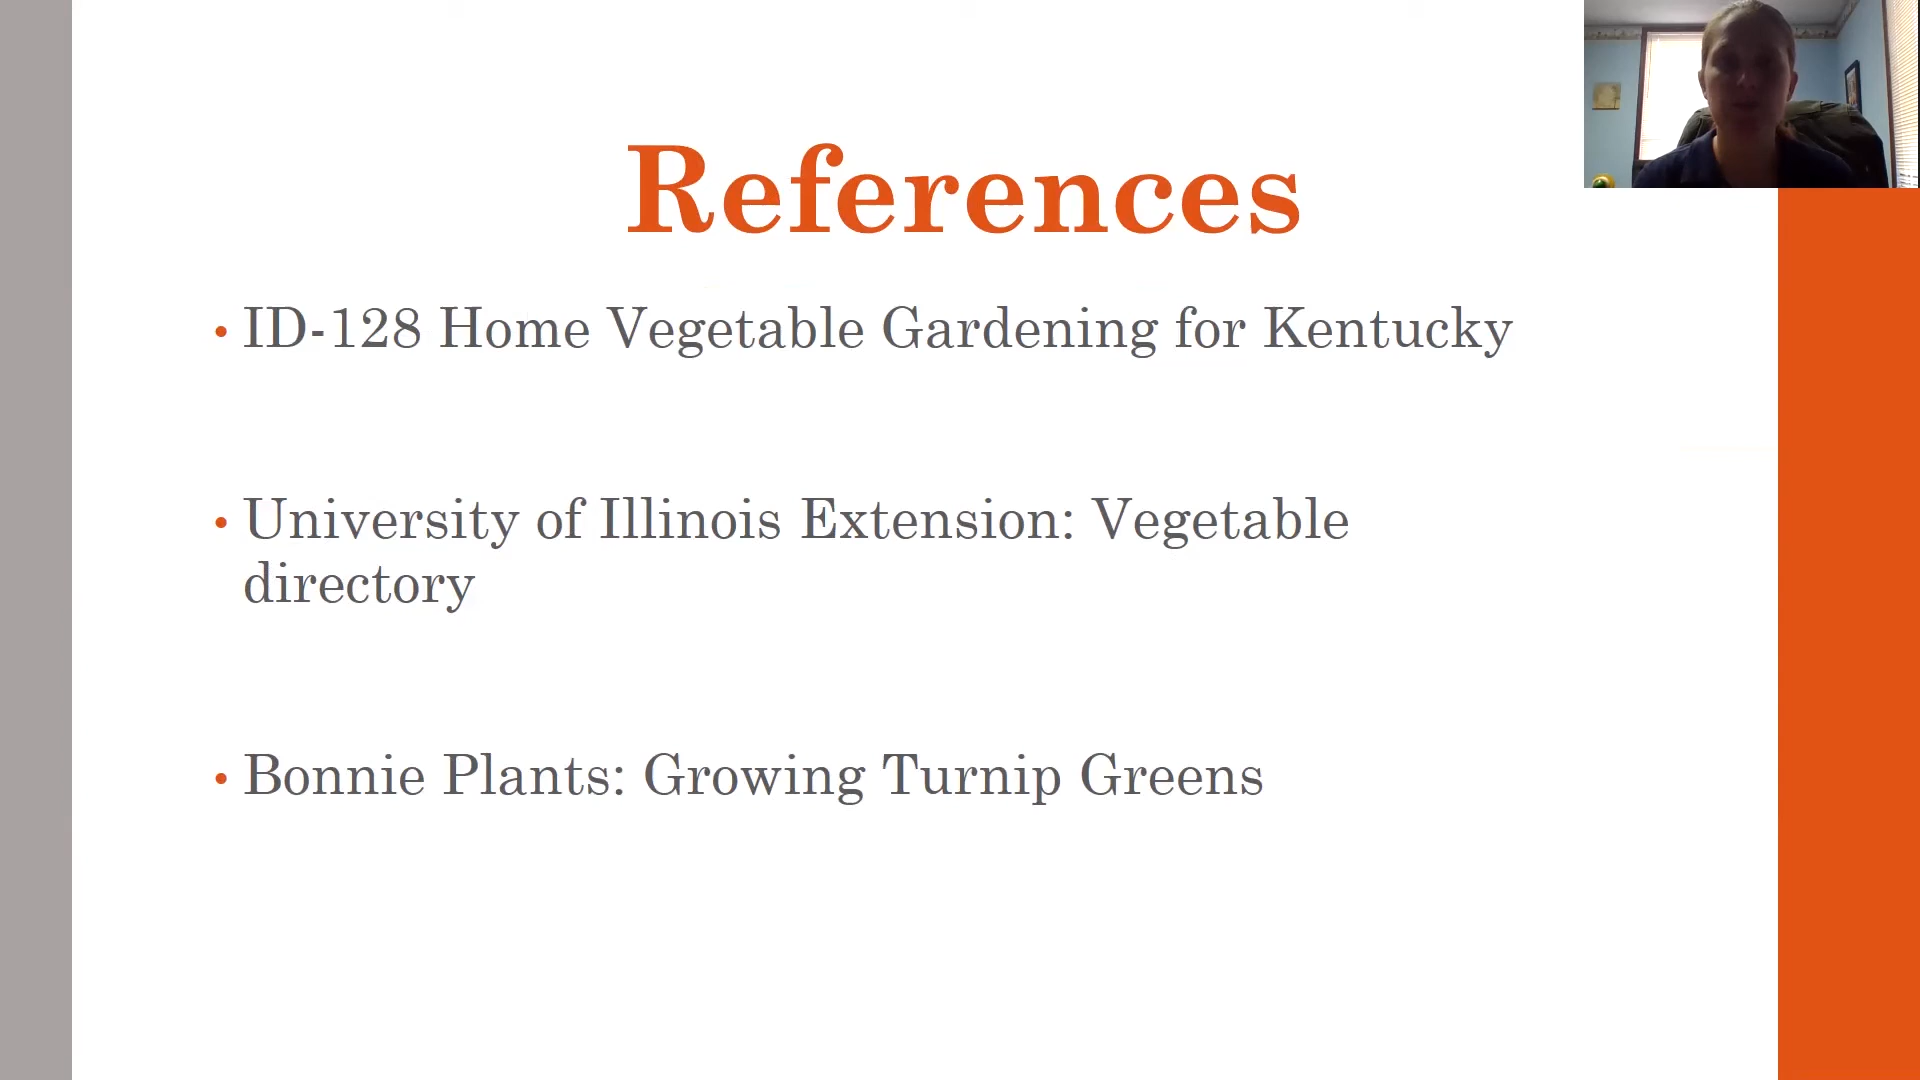 References
• ID-128 Home Vegetable Gardening for Kentucky
• University of Illinois Extension: Vegetable
directory
• Bonnie Plants: Growing Turnip Greens